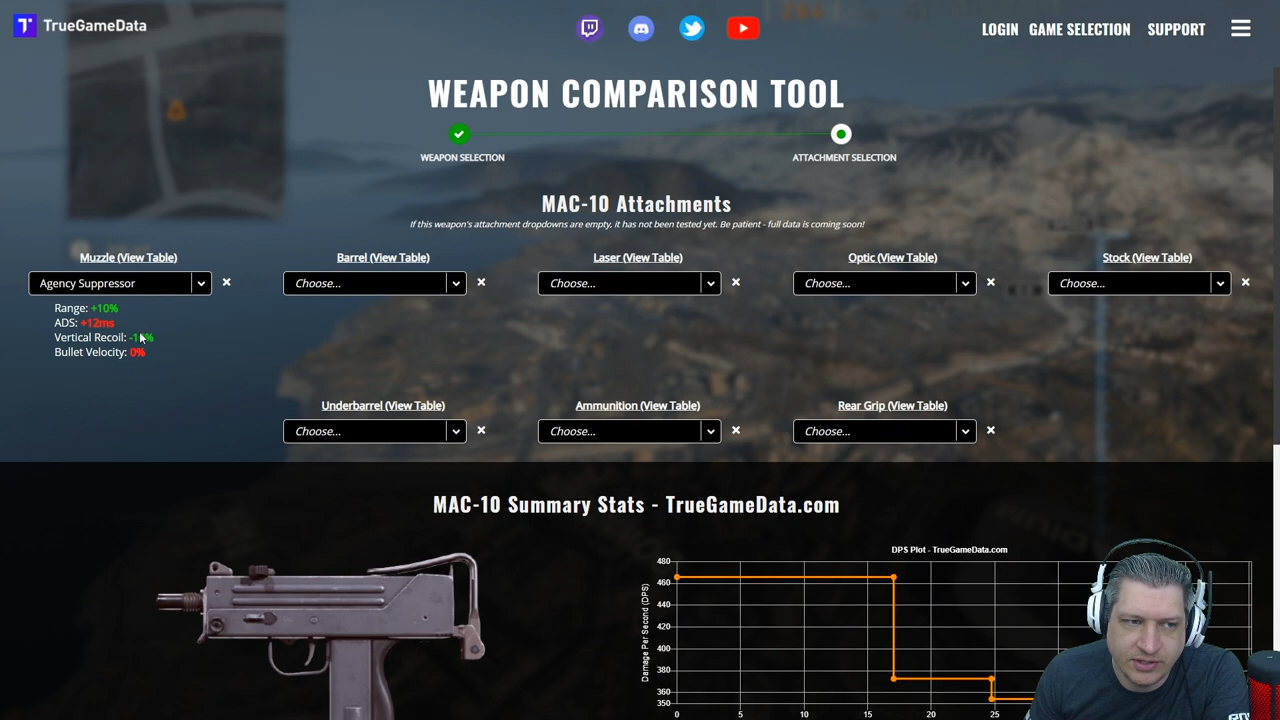 TrueGameData
LOGIN GAME SELECTION SUPPORT
WEAPON COMPARISON TOOL
WEAPON SELECTION
ATTACHMENT SELECTION
MAC-10 Attachments
If this weapon's attachment dropdowns are empty, it has not been tested yet. Be patient - full data is coming soon!
Muzzle (View Table)
Barrel (View Table)
Laser (View Table)
Optic (View Table)
Stock (View Table)
Agency Suppressor
Choose...
Choose...
Choose...
Choose...
Range: +10%
ADS: +12ms
Vertical Recoil:
Bullet Velocity: 0%
Underbarrel (View Table)
Ammunition (View Table)
Rear Grip (View Table)
Choose...
Choose...
Choose...
MAC-10 Summary Stats - TrueGameData.com
DPS Plot - TrueGameData.com
Damage Per Second (DPS)
480
460
440
420
400
380
360
350
0 5 10 15 20 25